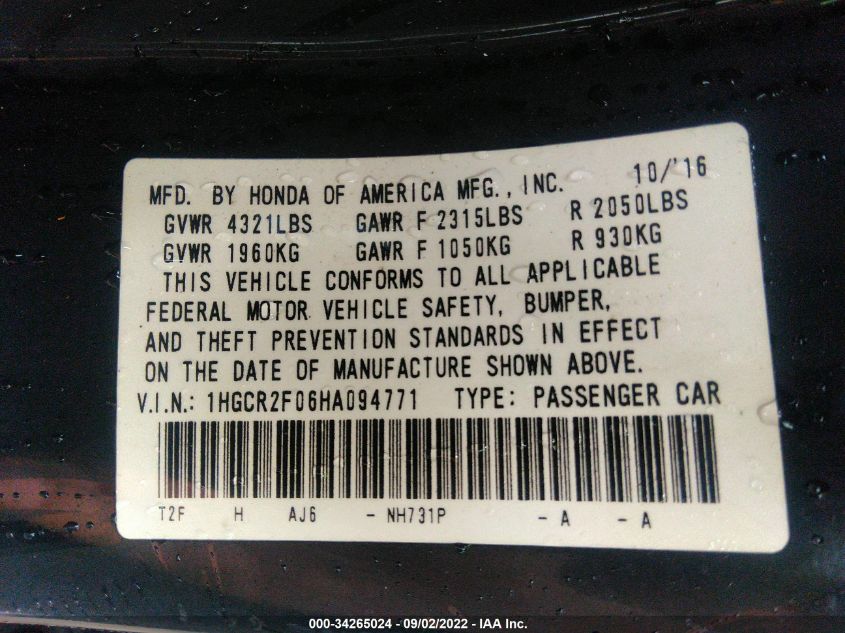 MFD. BY HONDA OF AMERICA MFG., INC. 10/'16
GVWR 4321LBS GAWR F 2315LBS R 2050LBS
GVWR 1960KG GAWR F 1050KG R 930KG
THIS VEHICLE CONFORMS TO ALL APPLICABLE
FEDERAL MOTOR VEHICLE SAFETY, BUMPER,
AND THEFT PREVENTION STANDARDS IN EFFECT
ON THE DATE OF MANUFACTURE SHOWN ABOVE.
V.I.N.: 1HGCR2F06HA094771 TYPE: PASSENGER CAR
T2F H AJ6 - NH731P - A - A
000-34265024 - 09/02/2022 - IAA Inc.